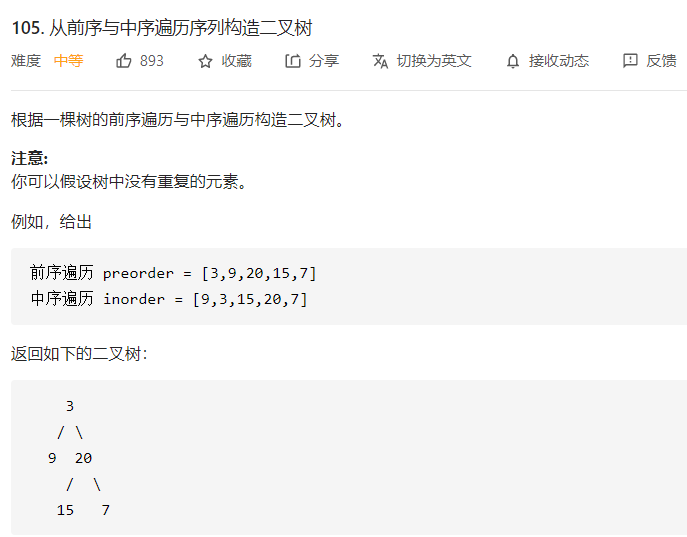 105. 从前序与中序遍历序列构造二叉树
难度 中等 893 收藏 分享 切换为英文 接收动态 反馈
根据一棵树的前序遍历与中序遍历构造二叉树。
注意:
你可以假设树中没有重复的元素。
例如，给出
前序遍历 preorder = [3,9,20,15,7]
中序遍历 inorder = [9,3,15,20,7]
返回如下的二叉树：
3
/ \
9 20
/ \
15 7